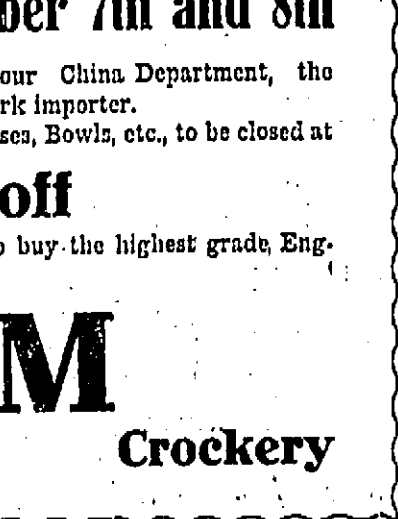 ber 7th and 8th
our China Department, the
rk importer.
ses, Bowls, etc., to be closed at
off
o buy the highest grade, Eng-
M
Crockery